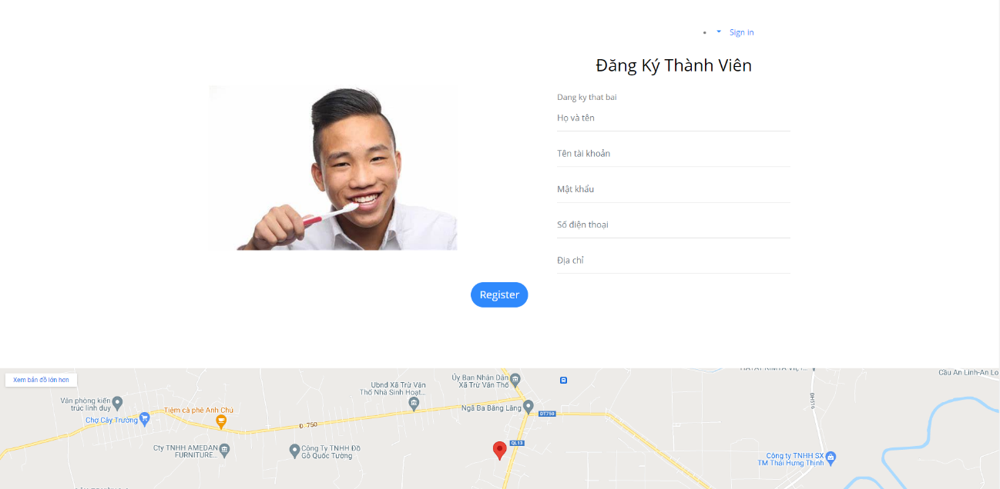 Sign in
Đăng Ký Thành Viên
Dang ky that bai
Họ và tên
Tên tài khoản
Mật khẩu
Số điện thoại
Địa chỉ
Register
Xem bản đồ lớn hơn
Cầu An Linh-An Lo
Ủy Ban Nhân Dân
Xã Trừ Văn Thố
Ubnd Xã Trừ Văn
Thố Nhà Sinh Hoạt...
Văn phòng kiến
trúc linh duy
Ngã Ba Bằng Lăng
DH516
Tiệm cà phê Anh Chú
DT750
Chợ Cây Trường
Đ. 750
QL13
Cty TNHH AMEDAN
FURNITURE...
Công Ty TNHH Đồ
Gỗ Quốc Tường
Công ty TNHH SX
TM Thái Hưng Thịnh